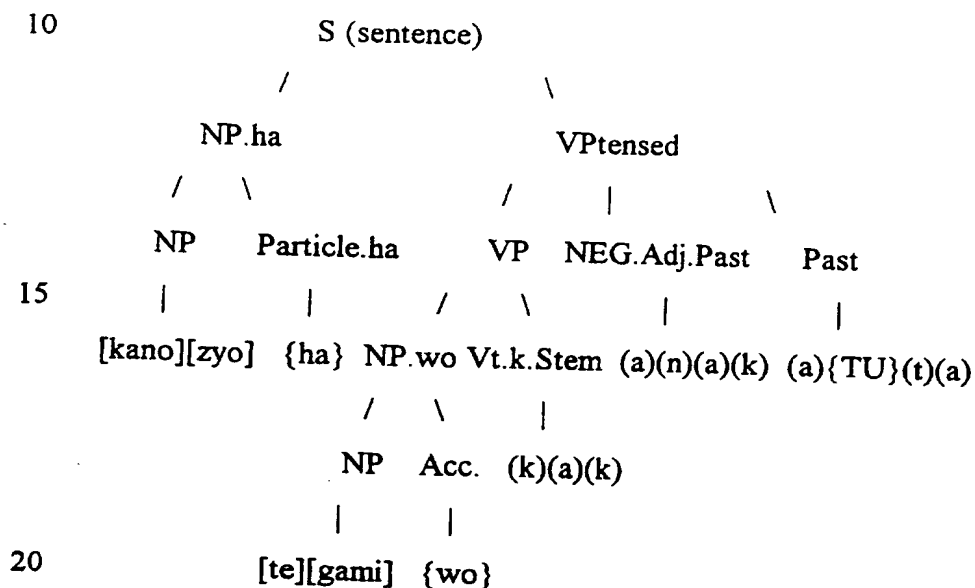 10 S (sentence)
/ \
NP.ha VPtensed
/ \ / | \
NP Particle.ha VP NEG.Adj.Past Past
15 | | / \ | |
[kano][zyo] {ha} NP.wo Vt.k.Stem (a)(n)(a)(k) (a){TU}(t)(a)
/ \ |
NP Acc. (k)(a)(k)
| |
20 [te][gami] {wo}